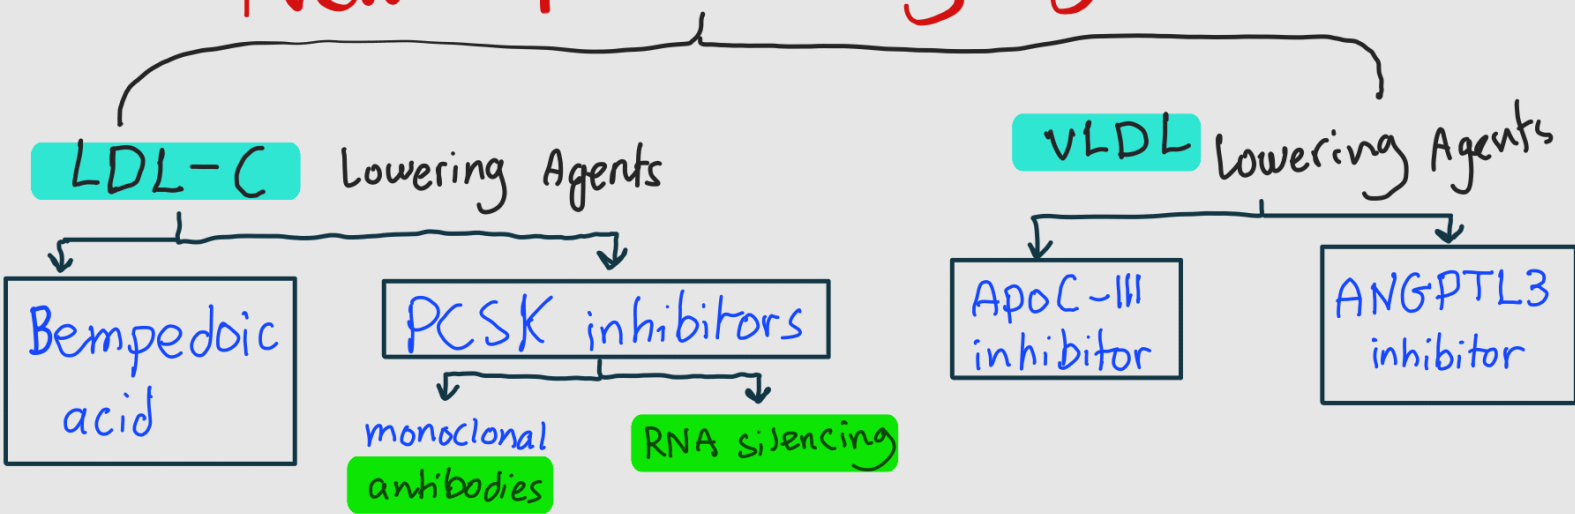 LDL-C Lowering Agents
vLDL Lowering Agents
Bempedoic
acid
PCSK inhibitors
monoclonal
antibodies
RNA silencing
ApoC-III
inhibitor
ANGPTL3
inhibitor